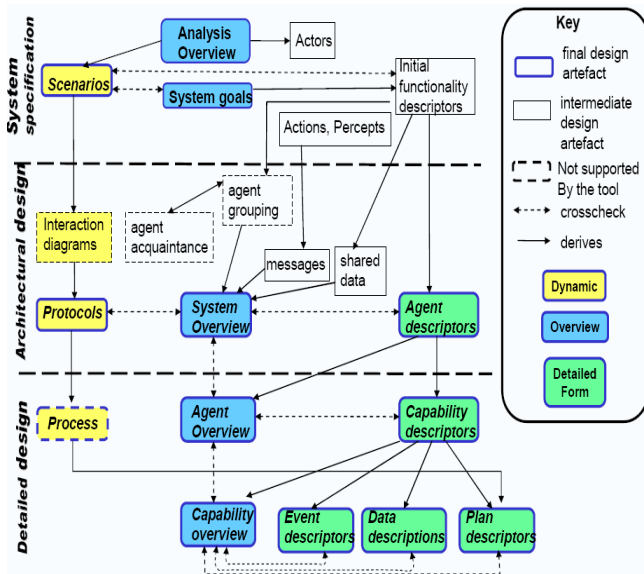 System
specification
Analysis
Overview
Actors
Scenarios
System goals
Initial
functionality
descriptors
Actions, Percepts
Architectural design
agent
grouping
Interaction
diagrams
agent
acquaintance
messages
shared
data
Protocols
System
Overview
Agent
descriptors
Detailed design
Process
Agent
Overview
Capability
descriptors
Capability
overview
Event
descriptors
Data
descriptions
Plan
descriptors
Key
final design
artefact
intermediate
design
artefact
Not supported
By the tool
crosscheck
derives
Dynamic
Overview
Detailed
Form